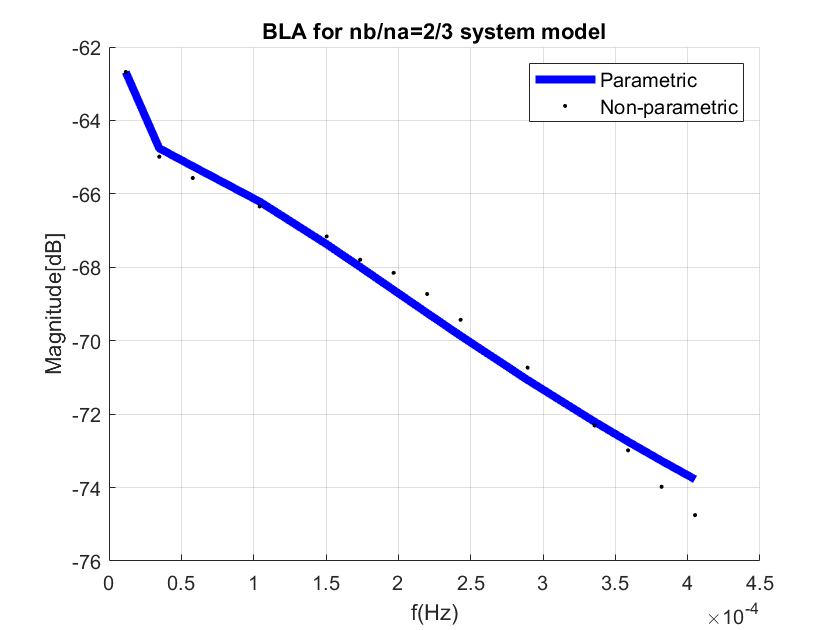 BLA for nb/na=2/3 system model
-62
-64
-66
-68
-70
-72
-74
-76
Magnitude[dB]
Parametric
Non-parametric
0 0.5 1 1.5 2 2.5 3 3.5 4 4.5
f(Hz)
×10^-4